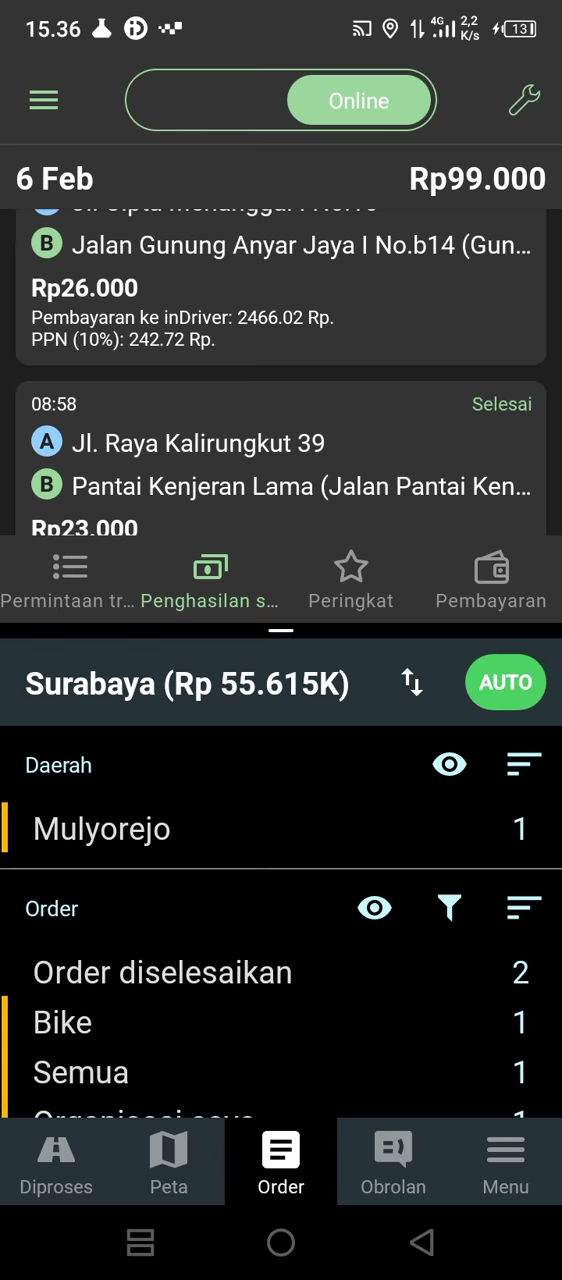 15.36
4G
2,2
K/s
13
Online
6 Feb
Rp99.000
B
Jalan Gunung Anyar Jaya I No.b14 (Gun...
Rp26.000
Pembayaran ke inDriver: 2466.02 Rp.
PPN (10%): 242.72 Rp.
08:58
Selesai
A
Jl. Raya Kalirungkut 39
B
Pantai Kenjeran Lama (Jalan Pantai Ken...
Rp23.000
Permintaan tr...
Penghasilan s...
Peringkat
Pembayaran
Surabaya (Rp 55.615K)
AUTO
Daerah
Mulyorejo
1
Order
Order diselesaikan
2
Bike
1
Semua
1
Diproses
Peta
Order
Obrolan
Menu